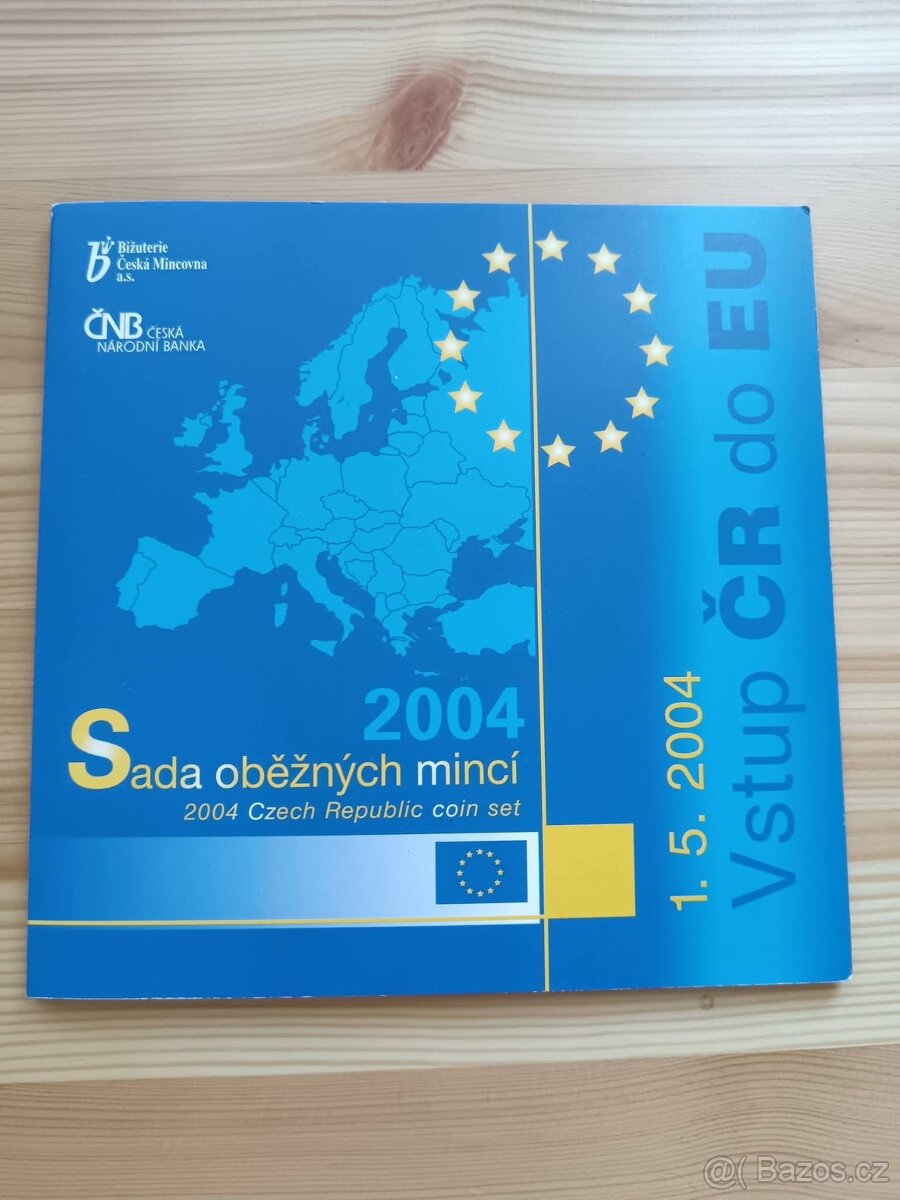 Bižuterie
Česká Mincovna
a.s.
ČNB ČESKÁ
NÁRODNÍ BANKA
2004
Sada oběžných mincí
2004 Czech Republic coin set
1. 5. 2004
Vstup ČR do EU
@( Bazos.cz